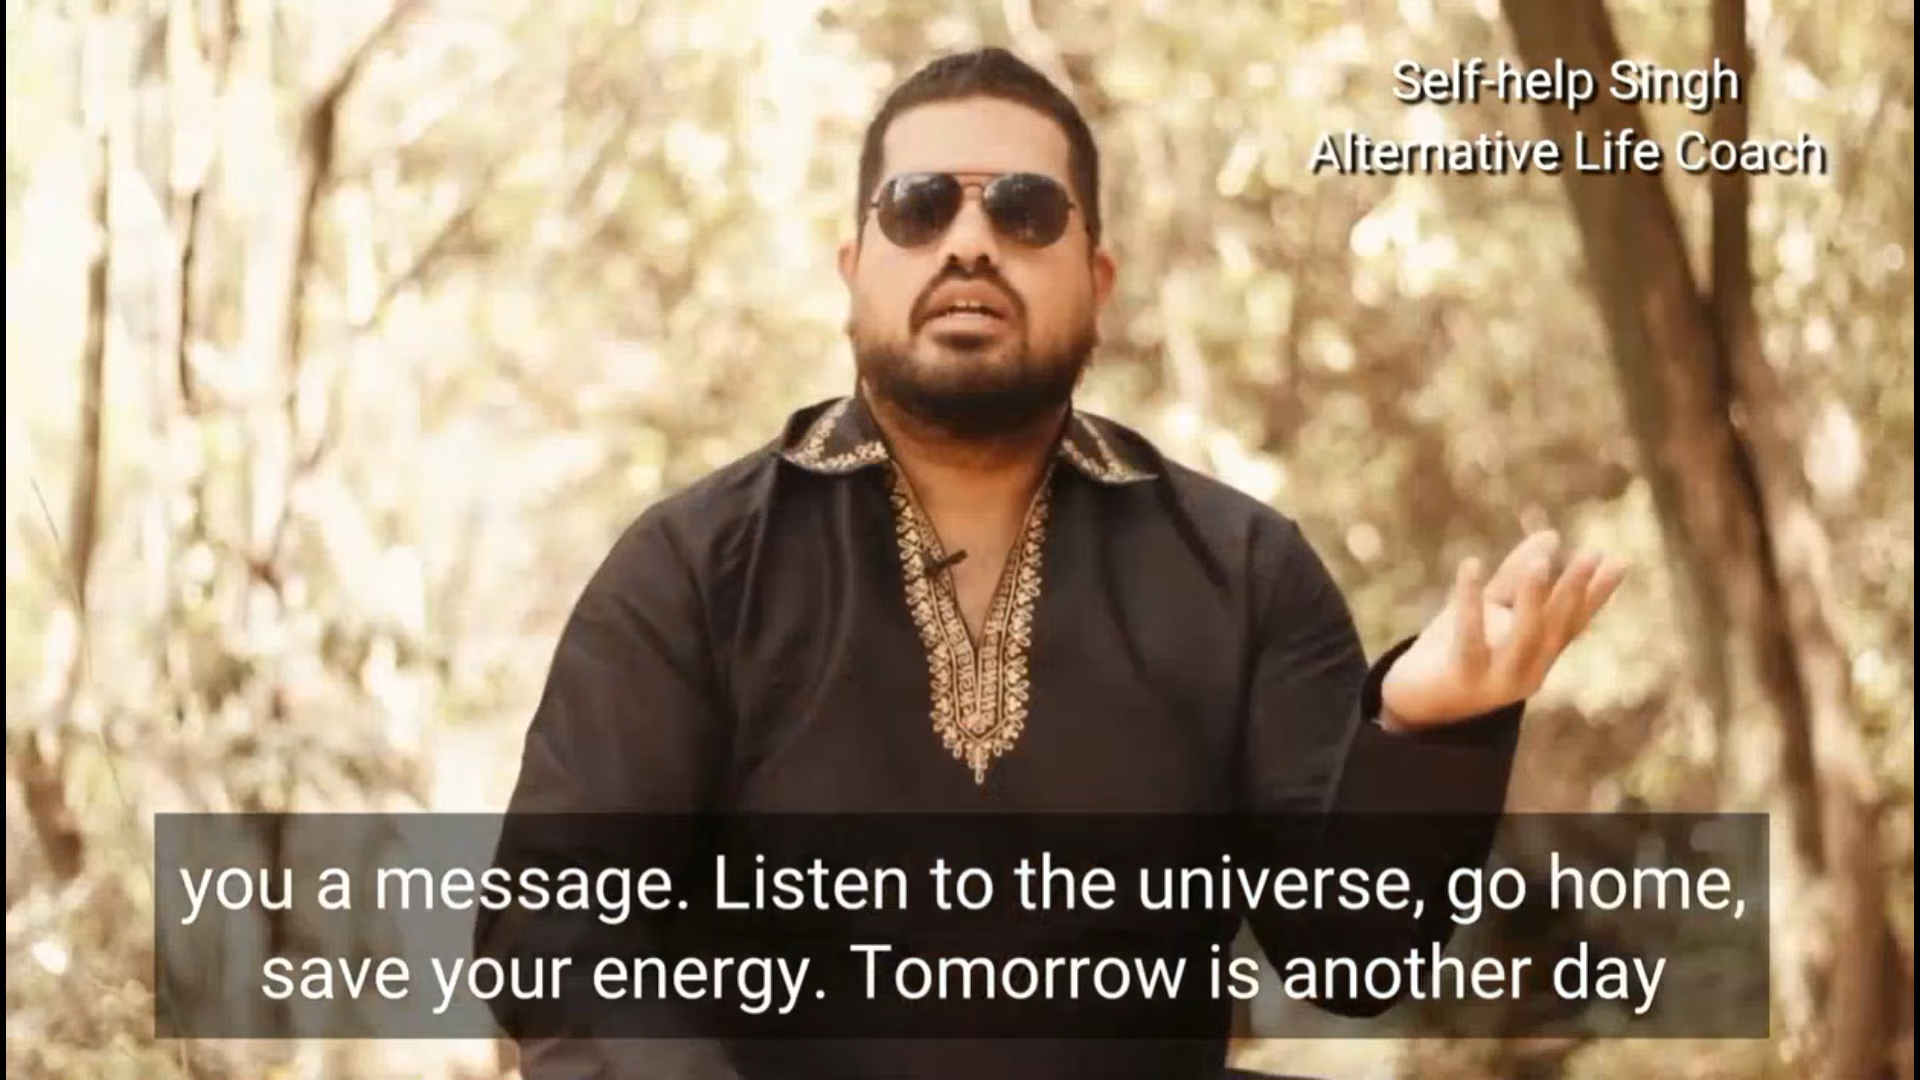 Self-help Singh
Alternative Life Coach
you a message. Listen to the universe, go home,
save your energy. Tomorrow is another day